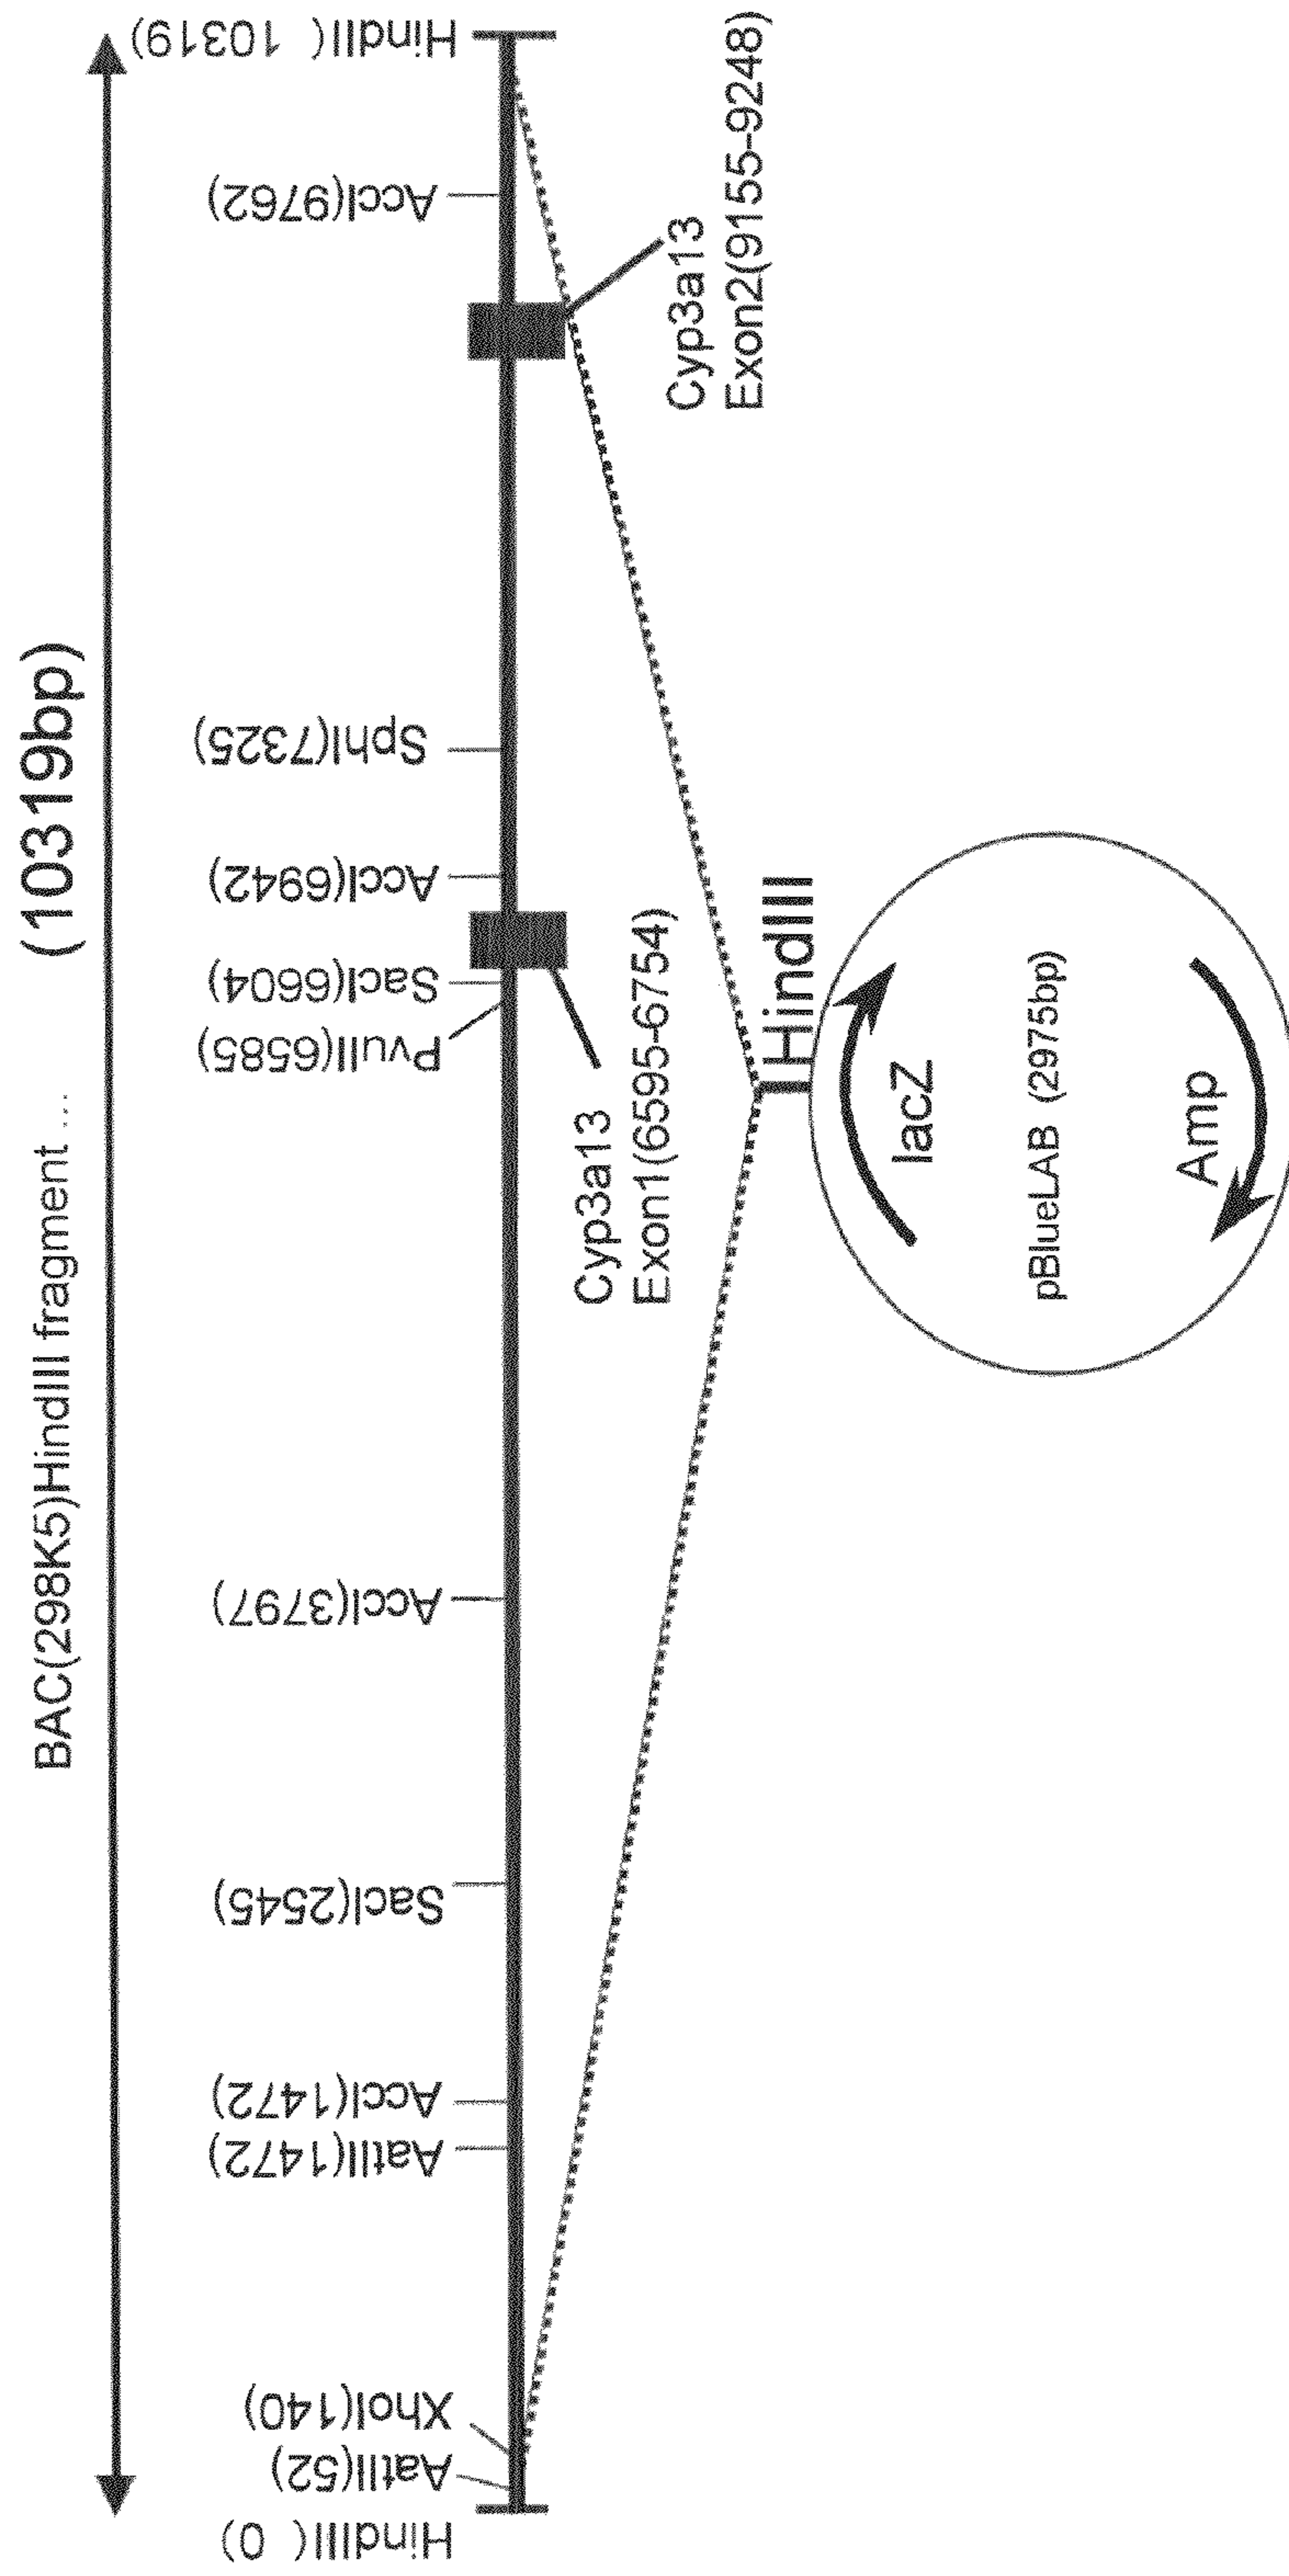 BAC(298K5)HindIII fragment ... (10319bp)
HindIII( 0)
AatII(52)
XhoI(140)
AatII(1472)
AccI(1472)
SacI(2545)
AccI(3797)
PvuII(6585)
SacI(6604)
AccI(6942)
SphI(7325)
AccI(9762)
HindII( 10319)
Cyp3a13
Exon1(6595-6754)
Cyp3a13
Exon2(9155-9248)
HindIII
lacZ
pBlueLAB (2975bp)
Amp